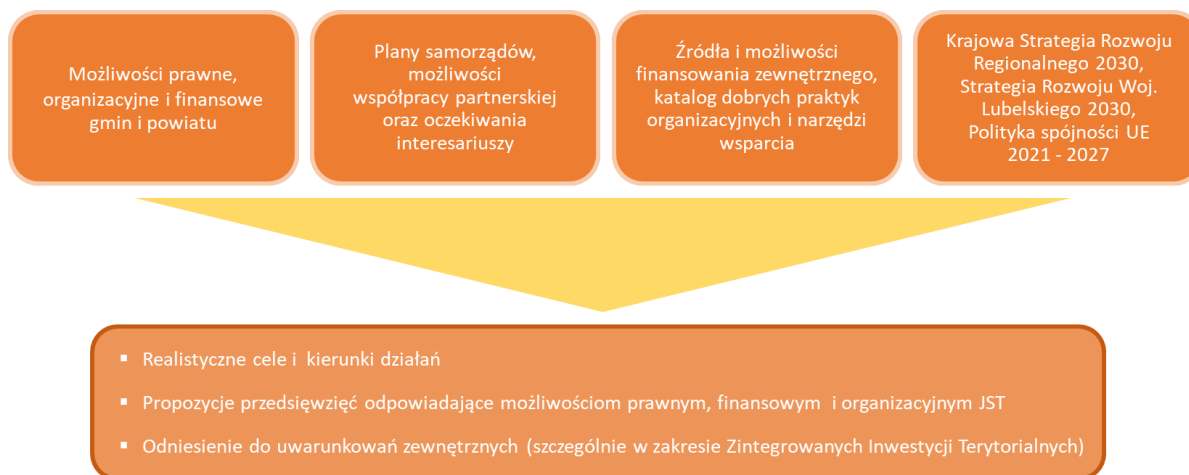 Możliwości prawne,
organizacyjne i finansowe
gmin i powiatu
Plany samorządów,
możliwości
współpracy partnerskiej
oraz oczekiwania
interesariuszy
Źródła i możliwości
finansowania zewnętrznego,
katalog dobrych praktyk
organizacyjnych i narzędzi
wsparcia
Krajowa Strategia Rozwoju
Regionalnego 2030,
Strategia Rozwoju Woj.
Lubelskiego 2030,
Polityka spójności UE
2021 - 2027
▪ Realistyczne cele i kierunki działań
▪ Propozycje przedsięwzięć odpowiadające możliwościom prawnym, finansowym i organizacyjnym JST
▪ Odniesienie do uwarunkowań zewnętrznych (szczególnie w zakresie Zintegrowanych Inwestycji Terytorialnych)